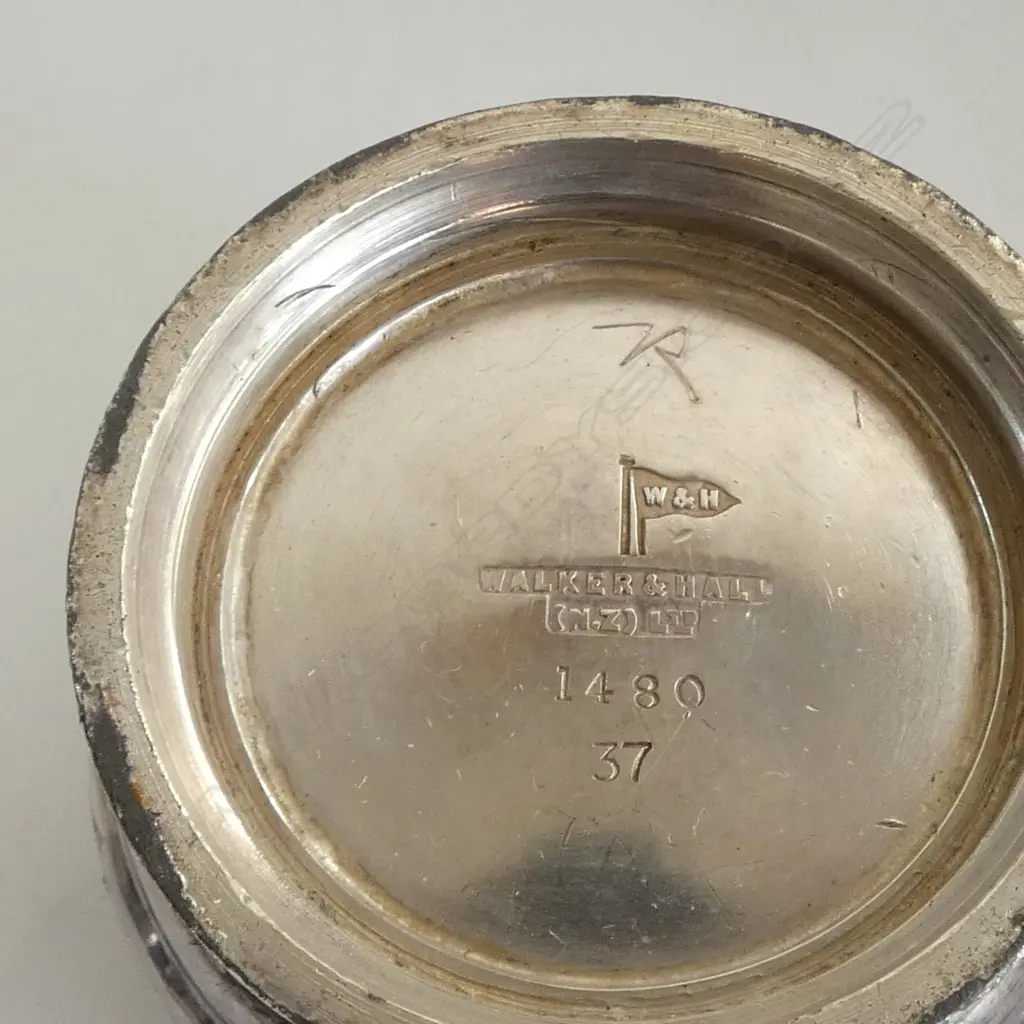 W & H
WALKER & HALL
(N.Z) LTD
1480
37